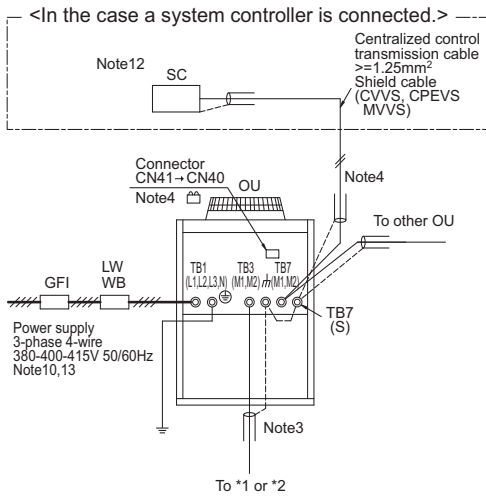 <In the case a system controller is connected.>
Note12
SC
Centralized control
transmission cable
>=1.25mm²
Shield cable
(CVVS, CPEVS
MVVS)
Connector
CN41→CN40
Note4
OU
Note4
To other OU
GFI
LW
WB
TB1
(L1,L2,L3,N)
TB3
(M1,M2)
TB7
(M1,M2)
TB7
(S)
Power supply
3-phase 4-wire
380-400-415V 50/60Hz
Note10,13
Note3
To *1 or *2